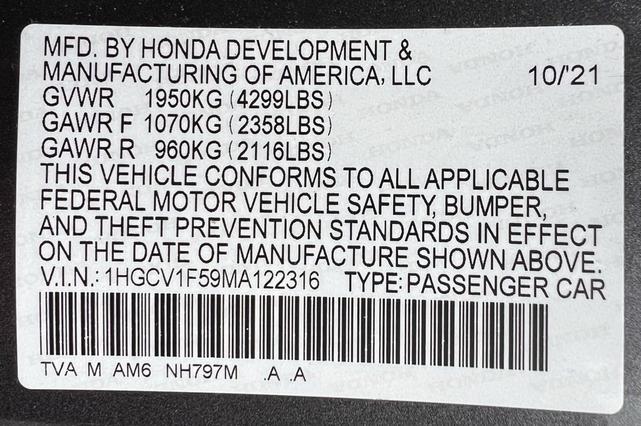 MFD. BY HONDA DEVELOPMENT &
MANUFACTURING OF AMERICA, LLC 10/'21
GVWR 1950KG (4299LBS)
GAWR F 1070KG (2358LBS)
GAWR R 960KG (2116LBS)
THIS VEHICLE CONFORMS TO ALL APPLICABLE
FEDERAL MOTOR VEHICLE SAFETY, BUMPER,
AND THEFT PREVENTION STANDARDS IN EFFECT
ON THE DATE OF MANUFACTURE SHOWN ABOVE.
V.I.N.: 1HGCV1F59MA122316 TYPE: PASSENGER CAR
TVA M AM6 NH797M .A .A